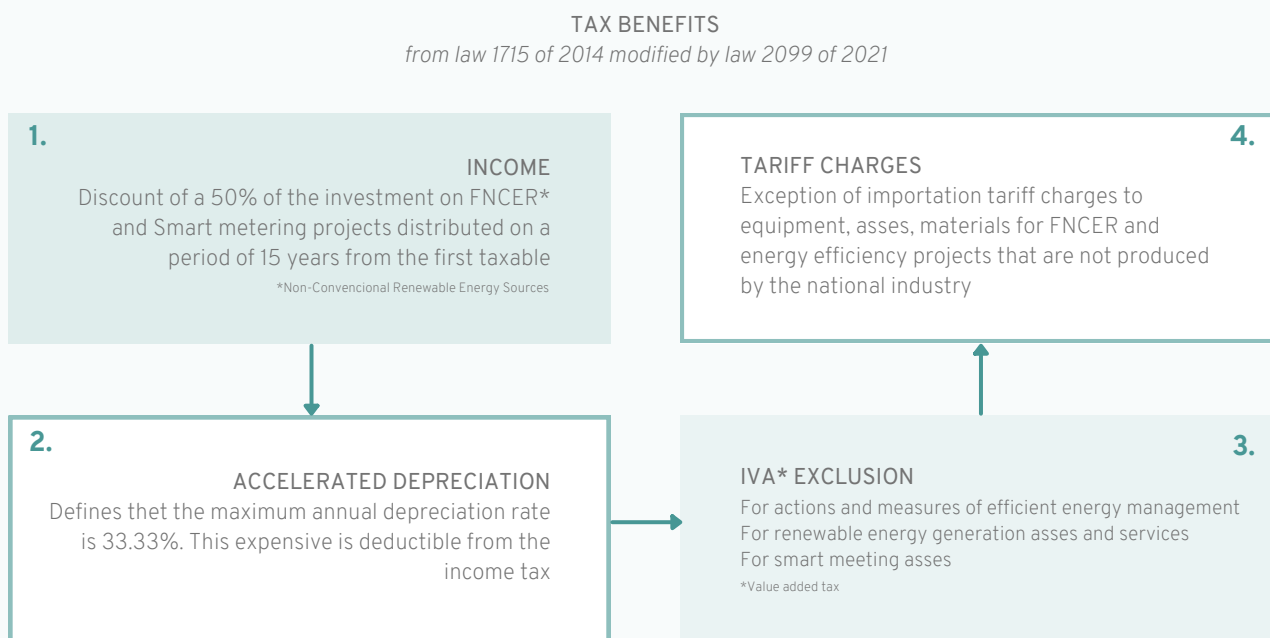 TAX BENEFITS
from law 1715 of 2014 modified by law 2099 of 2021
1.
INCOME
Discount of a 50% of the investment on FNCER*
and Smart metering projects distributed on a
period of 15 years from the first taxable
*Non-Convencional Renewable Energy Sources
2.
ACCELERATED DEPRECIATION
Defines thet the maximum annual depreciation rate
is 33.33%. This expensive is deductible from the
income tax
3.
IVA* EXCLUSION
For actions and measures of efficient energy management
For renewable energy generation asses and services
For smart meeting asses
*Value added tax
4.
TARIFF CHARGES
Exception of importation tariff charges to
equipment, asses, materials for FNCER and
energy efficiency projects that are not produced
by the national industry